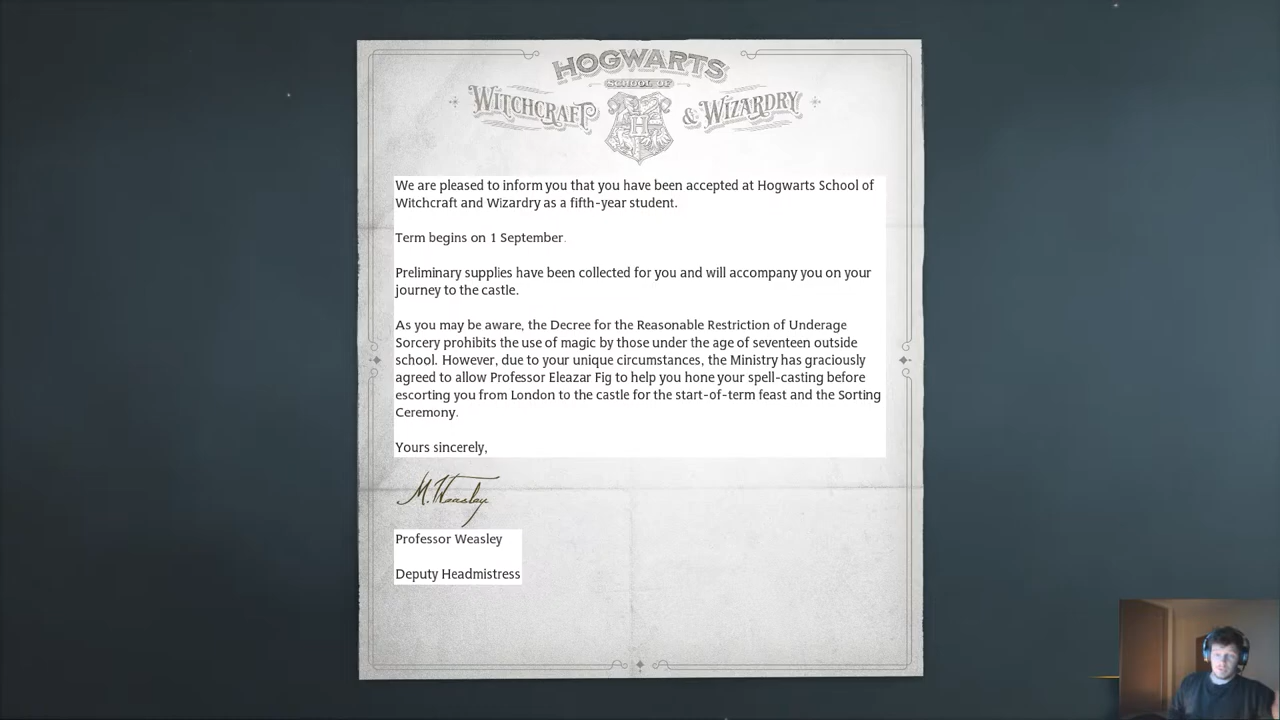 HOGWARTS
SCHOOL OF
WITCHCRAFT & WIZARDRY
H
We are pleased to inform you that you have been accepted at Hogwarts School of
Witchcraft and Wizardry as a fifth-year student.
Term begins on 1 September.
Preliminary supplies have been collected for you and will accompany you on your
journey to the castle.
As you may be aware, the Decree for the Reasonable Restriction of Underage
Sorcery prohibits the use of magic by those under the age of seventeen outside
school. However, due to your unique circumstances, the Ministry has graciously
agreed to allow Professor Eleazar Fig to help you hone your spell-casting before
escorting you from London to the castle for the start-of-term feast and the Sorting
Ceremony.
Yours sincerely,
M. Weasley
Professor Weasley
Deputy Headmistress